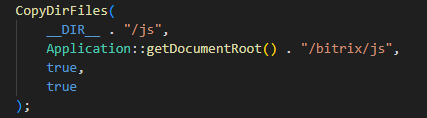 CopyDirFiles(
    __DIR__ . "/js",
    Application::getDocumentRoot() . "/bitrix/js",
    true,
    true
);